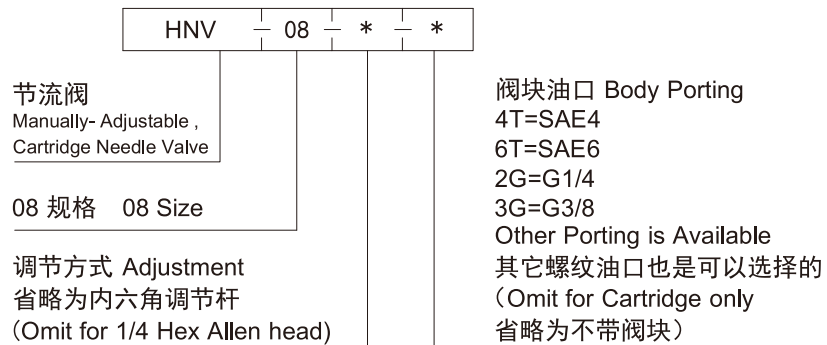 HNV - 08 - * - *
节流阀
Manually- Adjustable ,
Cartridge Needle Valve
08 规格 08 Size
调节方式 Adjustment
省略为内六角调节杆
(Omit for 1/4 Hex Allen head)
阀块油口 Body Porting
4T=SAE4
6T=SAE6
2G=G1/4
3G=G3/8
Other Porting is Available
其它螺纹油口也是可以选择的
（Omit for Cartridge only
省略为不带阀块）